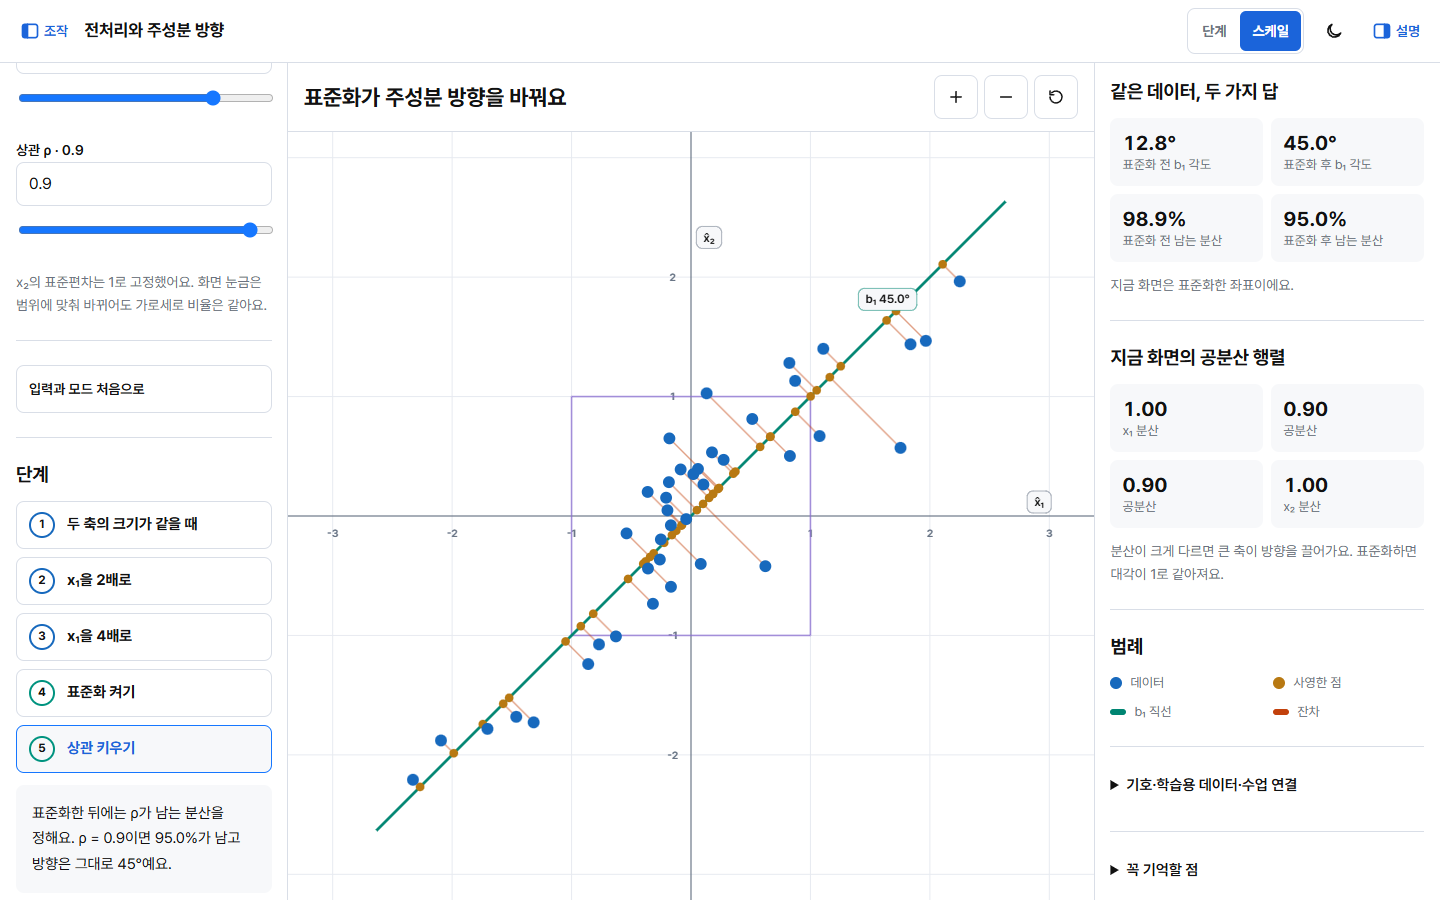 조작
전처리와 주성분 방향
단계
스케일
설명
상관 ρ · 0.9
0.9
x₂의 표준편차는 1로 고정했어요. 화면 눈금은
범위에 맞춰 바뀌어도 가로세로 비율은 같아요.
입력과 모드 처음으로
단계
1 두 축의 크기가 같을 때
2 x₁을 2배로
3 x₁을 4배로
4 표준화 켜기
5 상관 키우기
표준화한 뒤에는 ρ가 남는 분산을
정해요. ρ = 0.9이면 95.0%가 남고
방향은 그대로 45°예요.
표준화가 주성분 방향을 바꿔요
+ −
x̂₂
2
b₁ 45.0°
1
x̂₁
-3 -2 -1 1 2 3
-1
-2
같은 데이터, 두 가지 답
12.8°
표준화 전 b₁ 각도
45.0°
표준화 후 b₁ 각도
98.9%
표준화 전 남는 분산
95.0%
표준화 후 남는 분산
지금 화면은 표준화한 좌표이에요.
지금 화면의 공분산 행렬
1.00
x₁ 분산
0.90
공분산
0.90
공분산
1.00
x₂ 분산
분산이 크게 다르면 큰 축이 방향을 끌어가요. 표준화하면
대각이 1로 같아져요.
범례
데이터
사영한 점
b₁ 직선
잔차
▶ 기호·학습용 데이터·수업 연결
▶ 꼭 기억할 점